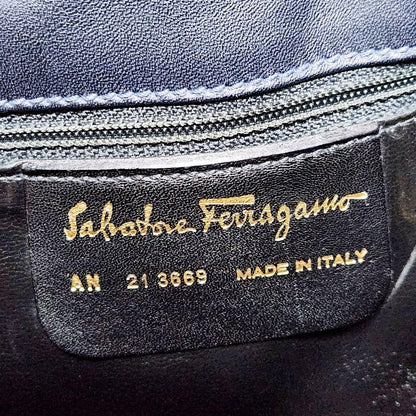 Salvatore Ferragamo
AN 21 3669 MADE IN ITALY